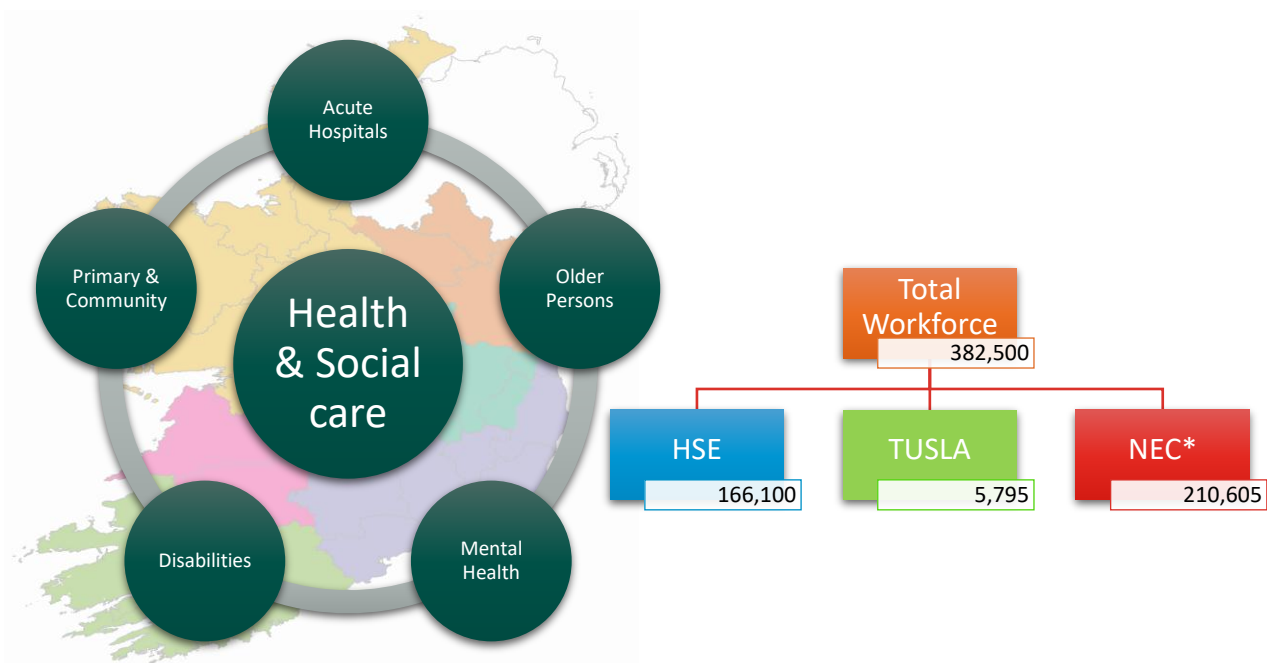 Acute
Hospitals
Primary &
Community
Older
Persons
Health
& Social
care
Disabilities
Mental
Health
Total
Workforce
382,500
HSE
166,100
TUSLA
5,795
NEC*
210,605